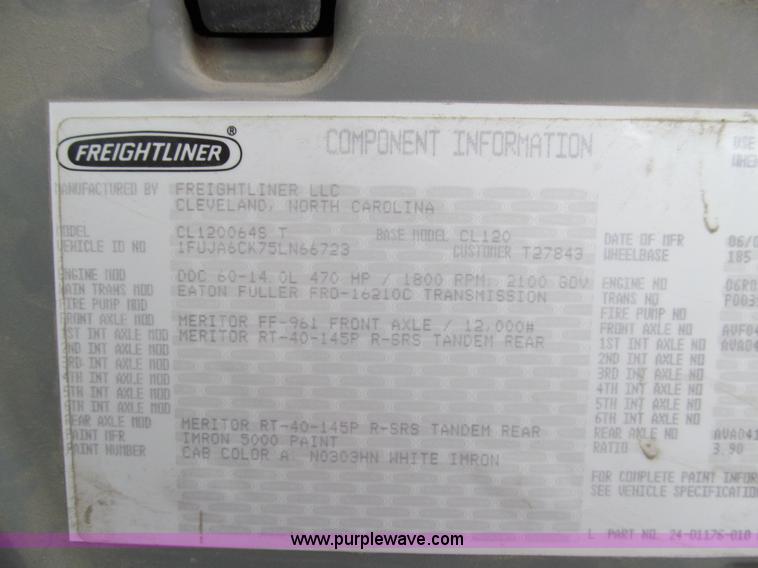 FREIGHTLINER ®
COMPONENT INFORMATION
USE
WHEN
MANUFACTURED BY FREIGHTLINER LLC
CLEVELAND, NORTH CAROLINA
MODEL CL120064S T BASE MODEL CL120 DATE OF MFR 06/0
1FUJA6CK75LN66723 CUSTOMER T27843 WHEELBASE 185
ENGINE MOD DDC 60-14.0L 470 HP / 1800 RPM, 2100 GOV ENGINE NO 06R0
MAIN TRANS MOD EATON FULLER FRO-16210C TRANSMISSION TRANS NO
FIRE PUMP MOD FIRE PUMP NO
FRONT AXLE MOD MERITOR FF-961 FRONT AXLE / 12,000# FRONT AXLE NO
1ST INT AXLE MOD MERITOR RT-40-145P R-SRS TANDEM REAR 1ST INT AXLE NO
2ND INT AXLE MOD 2ND INT AXLE NO
3RD INT AXLE MOD 3RD INT AXLE NO
4TH INT AXLE MOD 4TH INT AXLE NO
5TH INT AXLE MOD 5TH INT AXLE NO
6TH INT AXLE MOD 6TH INT AXLE NO
REAR AXLE MOD MERITOR RT-40-145P R-SRS TANDEM REAR REAR AXLE NO AVA041
PAINT MFR IMRON 5000 PAINT RATIO 3.90
PAINT NUMBER CAB COLOR A: N0303HN WHITE IMRON
FOR COMPLETE PAINT INFOR
SEE VEHICLE SPECIFICATION
L PART NO. 24-01176-010
www.purplewave.com